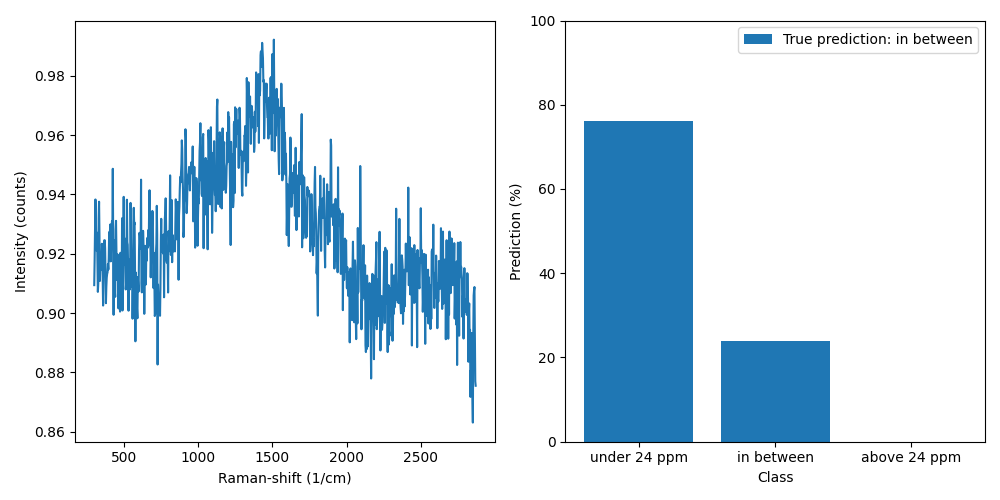 0.98
0.96
0.94
0.92
0.90
0.88
0.86
500
1000
1500
2000
2500
Raman-shift (1/cm)
Intensity (counts)
100
80
60
40
20
0
True prediction: in between
under 24 ppm
in between
above 24 ppm
Class
Prediction (%)